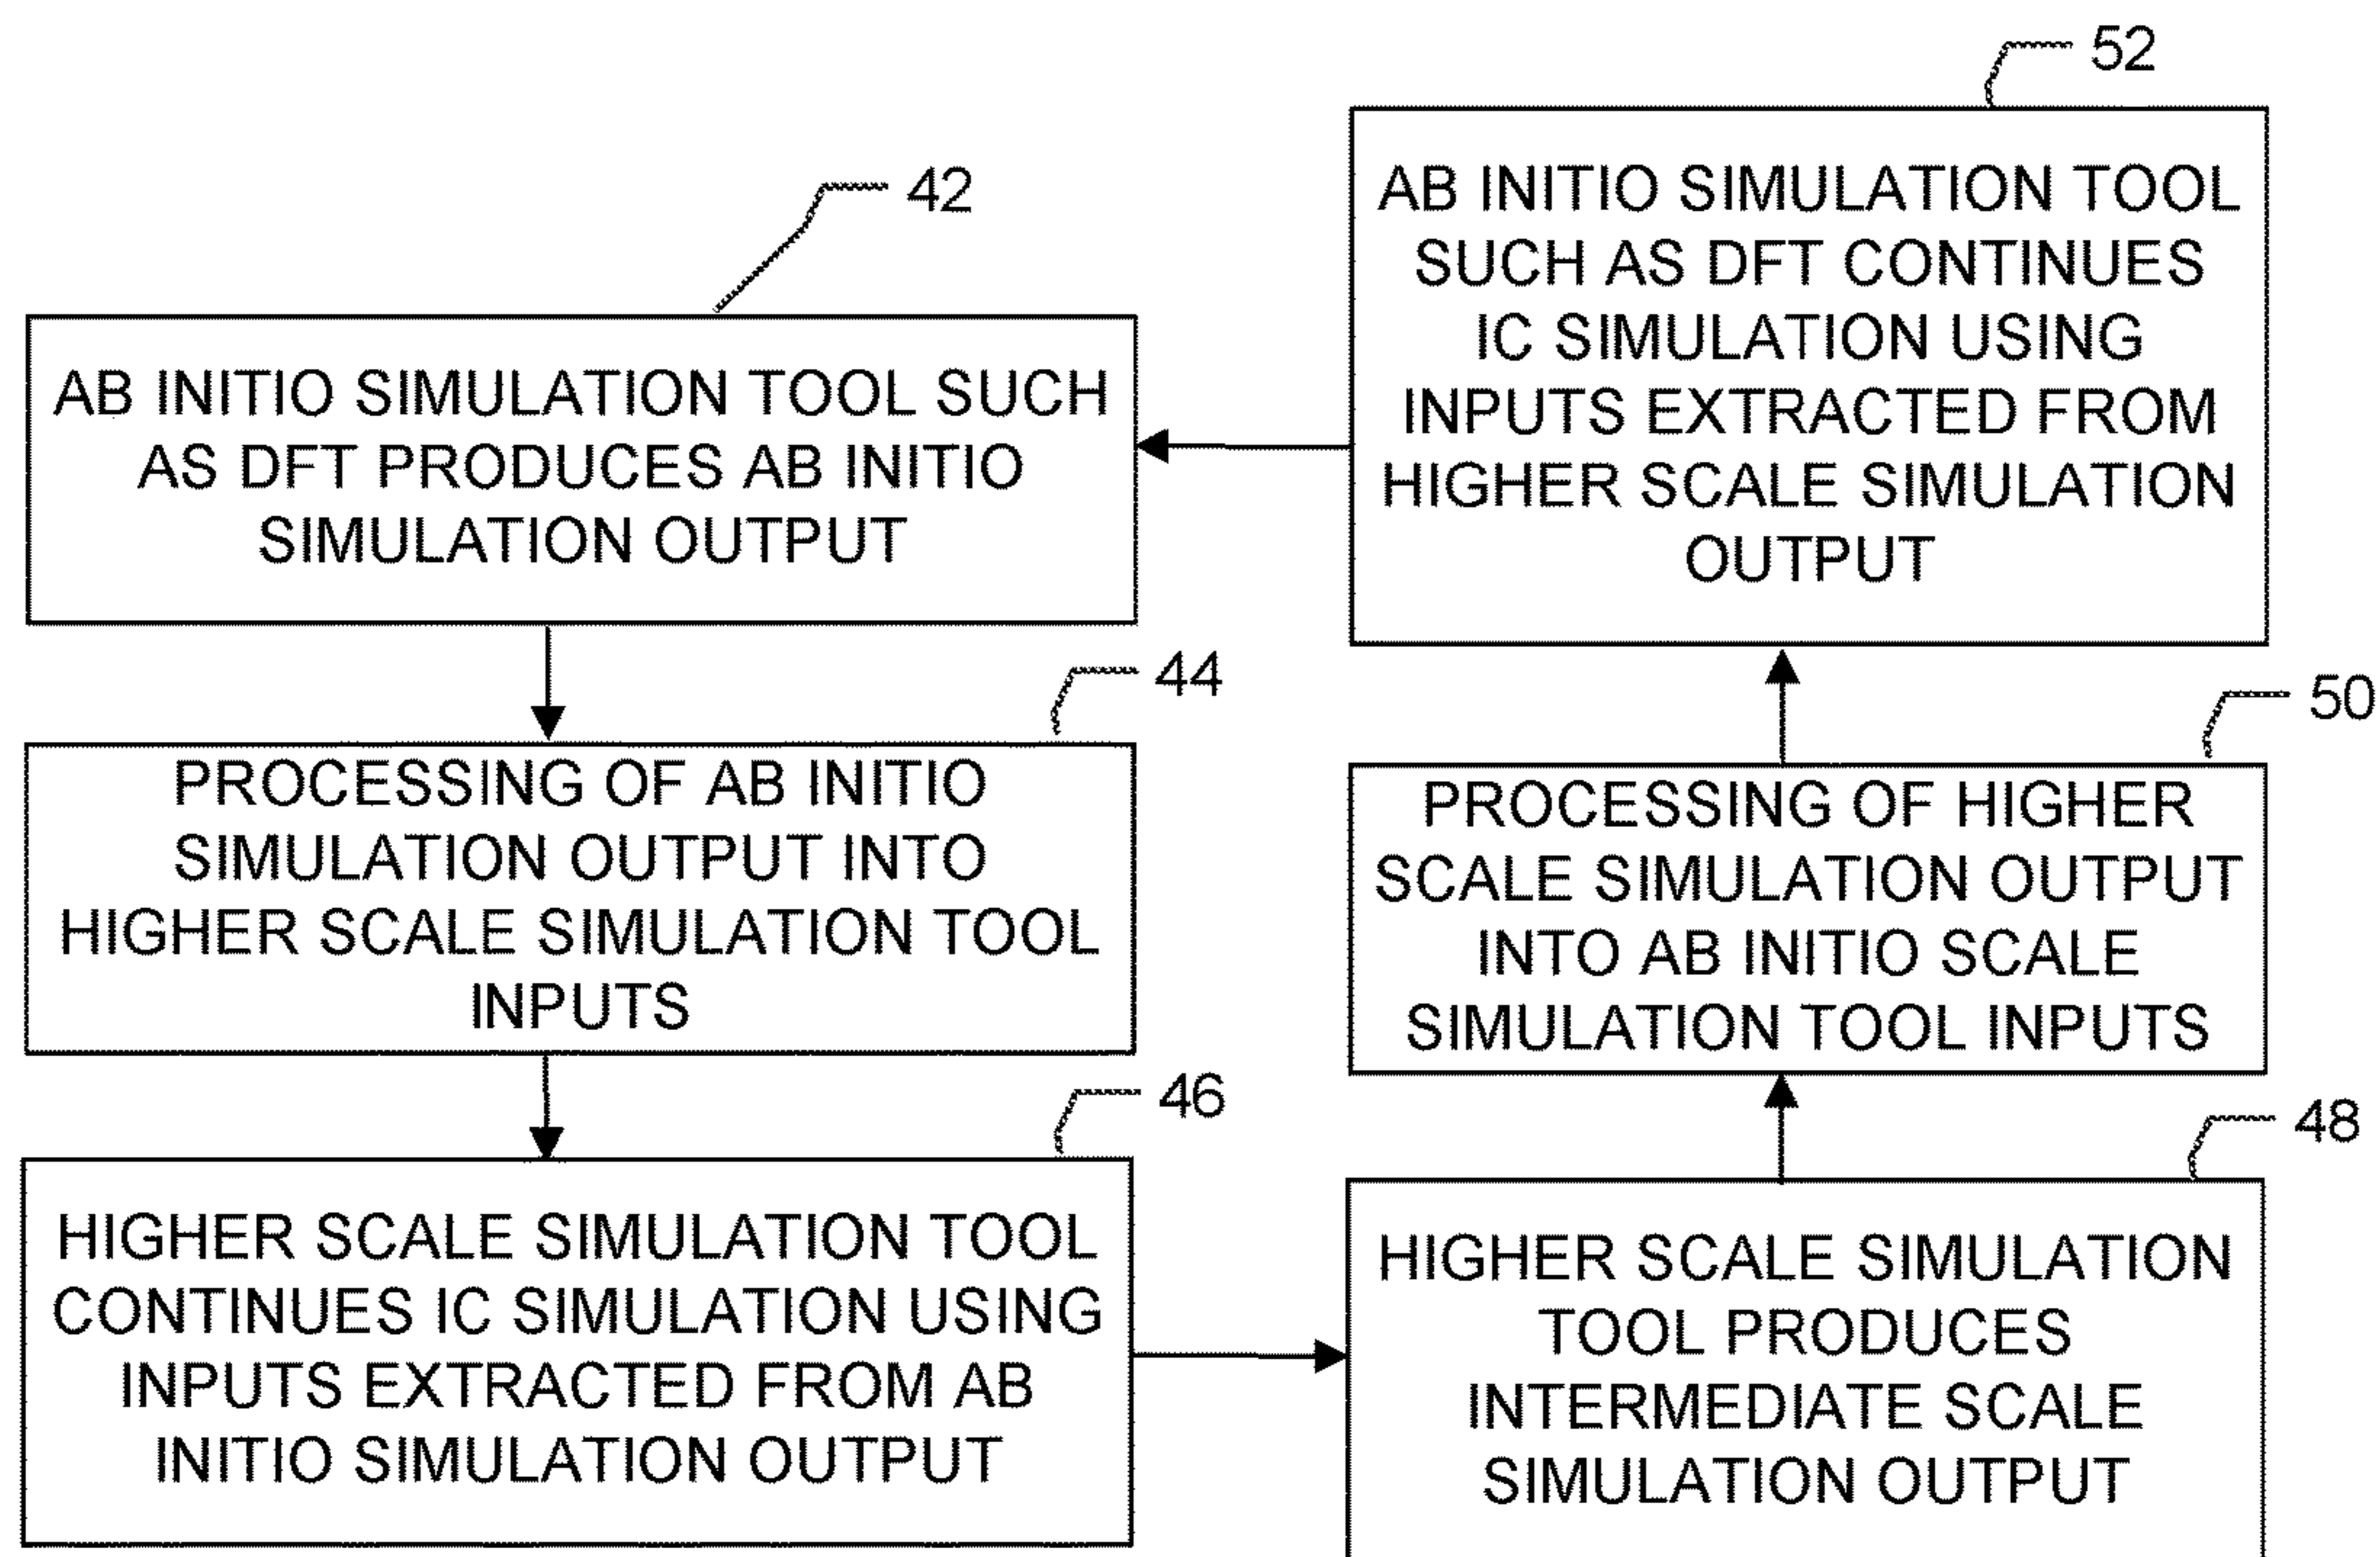 42
AB INITIO SIMULATION TOOL SUCH
AS DFT PRODUCES AB INITIO
SIMULATION OUTPUT
44
PROCESSING OF AB INITIO
SIMULATION OUTPUT INTO
HIGHER SCALE SIMULATION TOOL
INPUTS
46
HIGHER SCALE SIMULATION TOOL
CONTINUES IC SIMULATION USING
INPUTS EXTRACTED FROM AB
INITIO SIMULATION OUTPUT
48
HIGHER SCALE SIMULATION
TOOL PRODUCES
INTERMEDIATE SCALE
SIMULATION OUTPUT
50
PROCESSING OF HIGHER
SCALE SIMULATION OUTPUT
INTO AB INITIO SCALE
SIMULATION TOOL INPUTS
52
AB INITIO SIMULATION TOOL
SUCH AS DFT CONTINUES
IC SIMULATION USING
INPUTS EXTRACTED FROM
HIGHER SCALE SIMULATION
OUTPUT